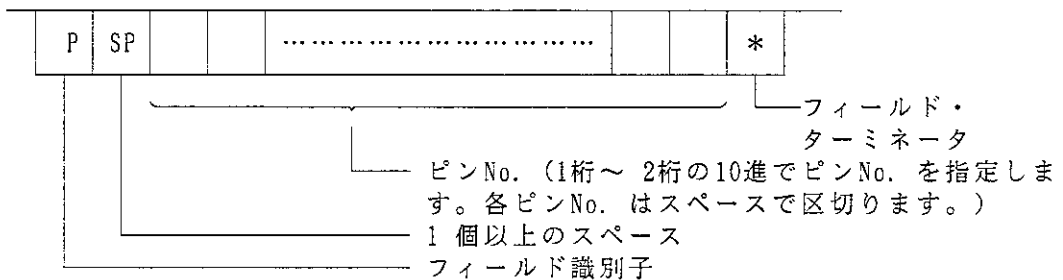 P SP ………………………… *
フィールド・
ターミネータ
ピンNo. (1桁～ 2桁の10進でピンNo. を指定しま
す。各ピンNo. はスペースで区切ります。)
1 個以上のスペース
フィールド識別子